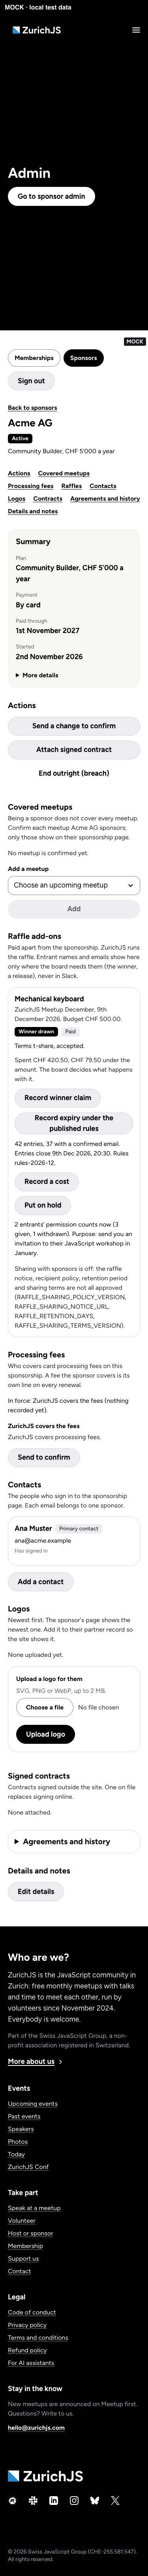 MOCK · local test data
ZurichJS
Admin
Go to sponsor admin
MOCK
Memberships
Sponsors
Sign out
Back to sponsors
Acme AG
Active
Community Builder, CHF 5'000 a year
Actions Covered meetups
Processing fees Raffles Contacts
Logos Contracts Agreements and history
Details and notes
Summary
Plan
Community Builder, CHF 5'000 a
year
Payment
By card
Paid through
1st November 2027
Started
2nd November 2026
More details
Actions
Send a change to confirm
Attach signed contract
End outright (breach)
Covered meetups
Being a sponsor does not cover every meetup.
Confirm each meetup Acme AG sponsors;
only those show on their sponsorship page.
No meetup is confirmed yet.
Add a meetup
Choose an upcoming meetup
Add
Raffle add-ons
Paid apart from the sponsorship. ZurichJS runs
the raffle. Entrant names and emails show here
only where the board needs them (the winner,
a release), never in Slack.
Mechanical keyboard
ZurichJS Meetup December, 9th
December 2026. Budget CHF 500.00.
Winner drawn
Paid
Terms t-share, accepted.
Spent CHF 420.50, CHF 79.50 under the
amount. The board decides what happens
with it.
Record winner claim
Record expiry under the
published rules
42 entries, 37 with a confirmed email.
Entries close 9th Dec 2026, 20:30. Rules
rules-2026-12.
Record a cost
Put on hold
2 entrants' permission counts now (3
given, 1 withdrawn). Purpose: send you an
invitation to their JavaScript workshop in
January.
Sharing with sponsors is off: the raffle
notice, recipient policy, retention period
and sharing terms are not all approved
(RAFFLE_SHARING_POLICY_VERSION,
RAFFLE_SHARING_NOTICE_URL,
RAFFLE_RETENTION_DAYS,
RAFFLE_SHARING_TERMS_VERSION).
Processing fees
Who covers card processing fees on this
sponsorship. A fee the sponsor covers is its
own line on every renewal.
In force: ZurichJS covers the fees (nothing
recorded yet).
ZurichJS covers the fees
ZurichJS covers processing fees.
Send to confirm
Contacts
The people who sign in to the sponsorship
page. Each email belongs to one sponsor.
Ana Muster
Primary contact
ana@acme.example
Has signed in
Add a contact
Logos
Newest first. The sponsor's page shows the
newest one. Add it to their partner record so
the site shows it.
None uploaded yet.
Upload a logo for them
SVG, PNG or WebP, up to 2 MB.
Choose a file
No file chosen
Upload logo
Signed contracts
Contracts signed outside the site. One on file
replaces signing online.
None attached.
Agreements and history
Details and notes
Edit details
Who are we?
ZurichJS is the JavaScript community in
Zurich: free monthly meetups with talks
and time to meet each other, run by
volunteers since November 2024.
Everybody is welcome.
Part of the Swiss JavaScript Group, a non-
profit association registered in Switzerland.
More about us
Events
Upcoming events
Past events
Speakers
Photos
Today
ZurichJS Conf
Take part
Speak at a meetup
Volunteer
Host or sponsor
Membership
Support us
Contact
Legal
Code of conduct
Privacy policy
Terms and conditions
Refund policy
For AI assistants
Stay in the know
New meetups are announced on Meetup first.
Questions? Write to us.
hello@zurichjs.com
ZurichJS
© 2026 Swiss JavaScript Group (CHE-255.581.547).
All rights reserved.